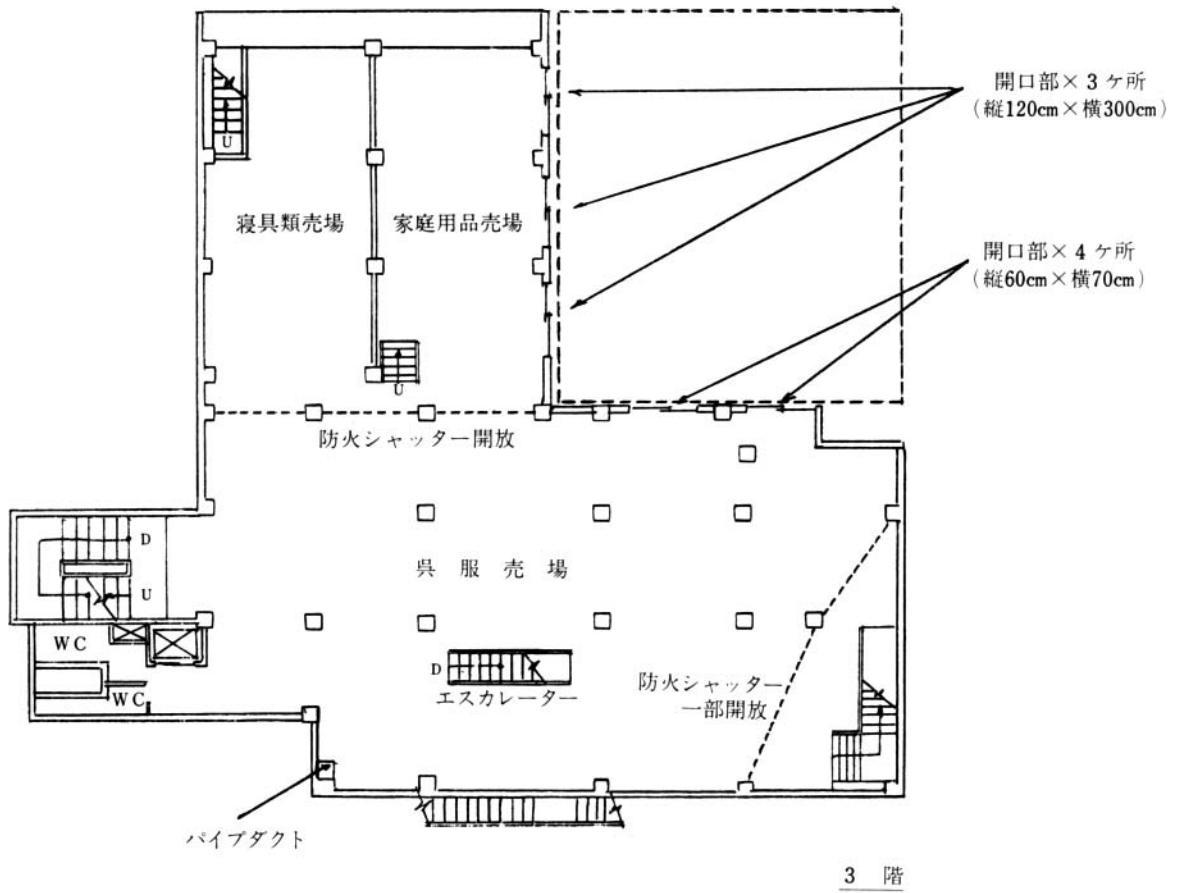 開口部×3ケ所
（縦120cm×横300cm）
U
寝具類売場
家庭用品売場
開口部×4ケ所
（縦60cm×横70cm）
U
防火シャッター開放
D
呉服売場
U
WC
D
エスカレーター
防火シャッター
一部開放
WC
パイプダクト
3 階